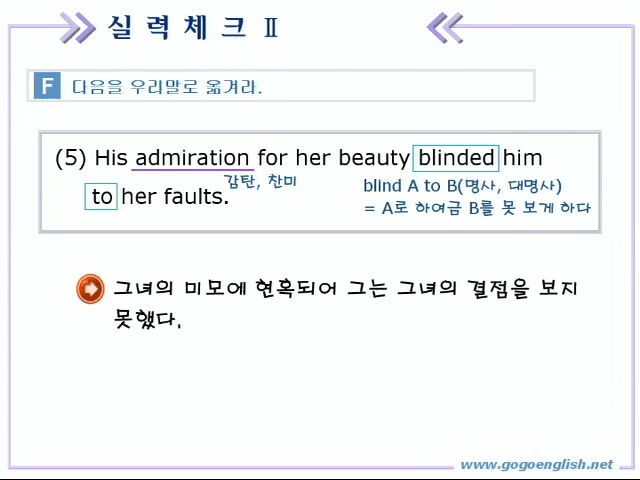 실 력 체 크 Ⅱ
F 다음을 우리말로 옮겨라.
(5) His admiration for her beauty blinded him
감탄, 찬미
blind A to B(명사, 대명사)
to her faults.
= A로 하여금 B를 못 보게 하다
그녀의 미모에 현혹되어 그는 그녀의 결점을 보지
못했다.
www.gogoenglish.net